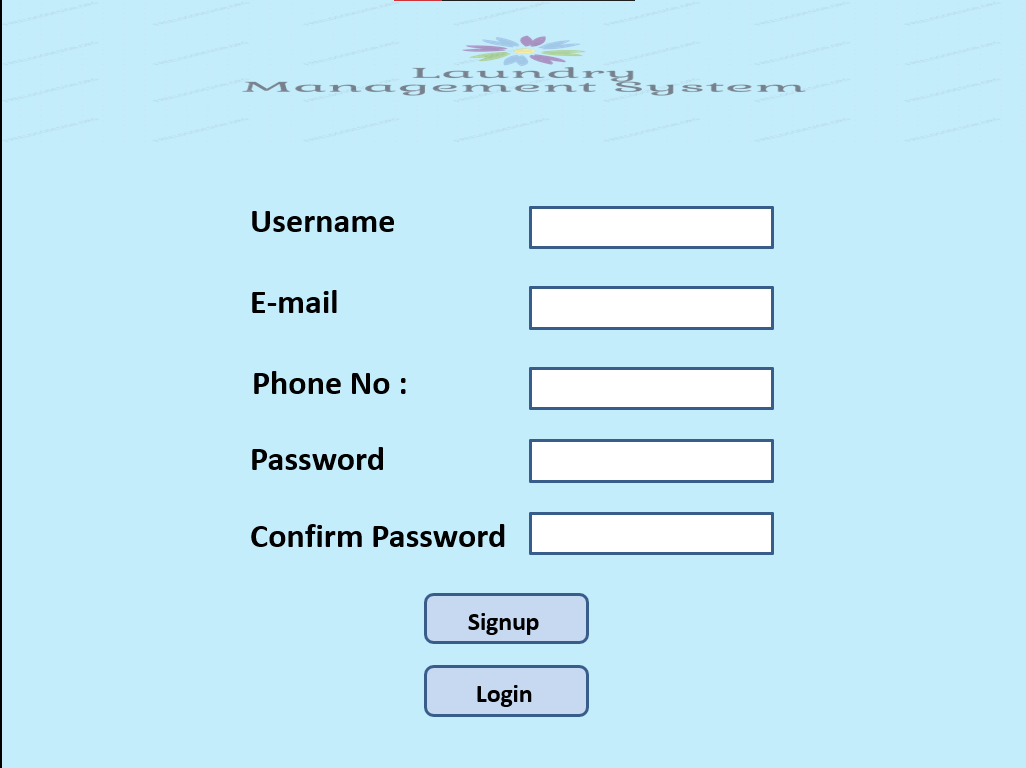 Laundry
Management System
Username
E-mail
Phone No :
Password
Confirm Password
Signup
Login